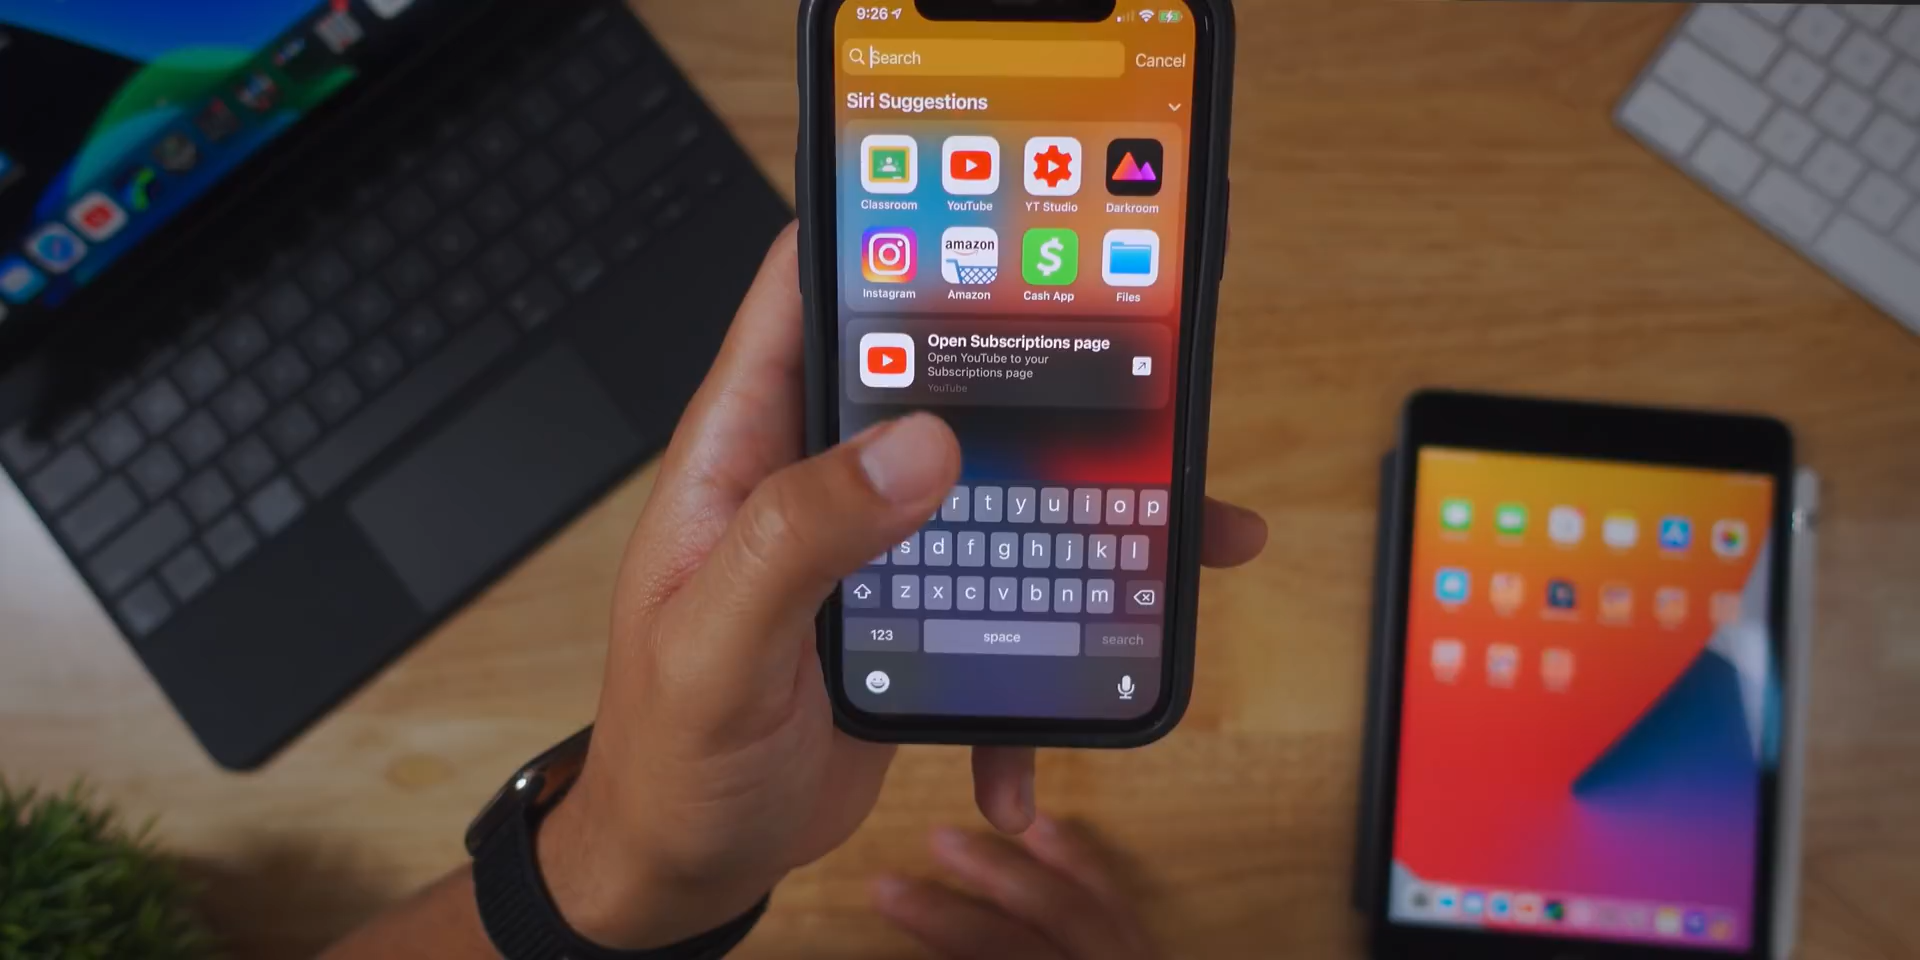 9:26
Search
Cancel
Siri Suggestions
Classroom
YouTube
YT Studio
Darkroom
amazon
Instagram
Amazon
Cash App
Files
Open Subscriptions page
Open YouTube to your
Subscriptions page
YouTube
r t y u i o p
s d f g h j k l
z x c v b n m
123
space
search